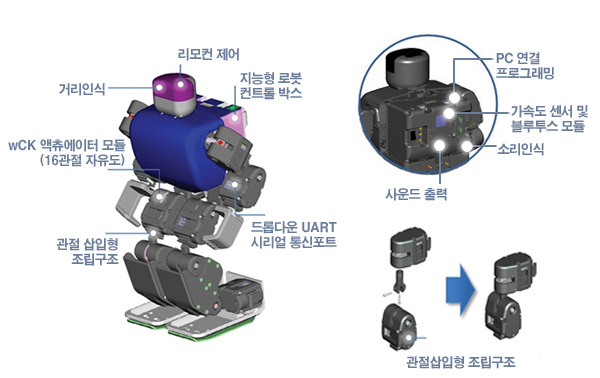 리모컨 제어
거리인식
지능형 로봇
컨트롤 박스
wCK 액츄에이터 모듈
(16관절 자유도)
드롭다운 UART
시리얼 통신포트
관절 삽입형
조립구조
PC 연결
프로그래밍
가속도 센서 및
블루투스 모듈
소리인식
사운드 출력
관절삽입형 조립구조